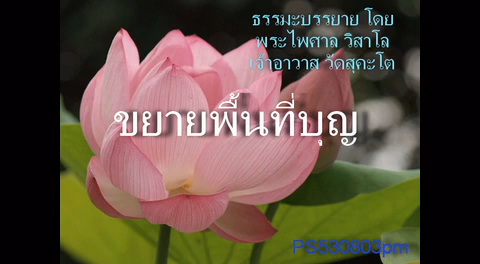 ธรรมะบรรยาย โดย
พระไพศาล วิสาโล
เจ้าอาวาส วัดสุคะโต
ขยายพื้นที่บุญ
PS530803pm